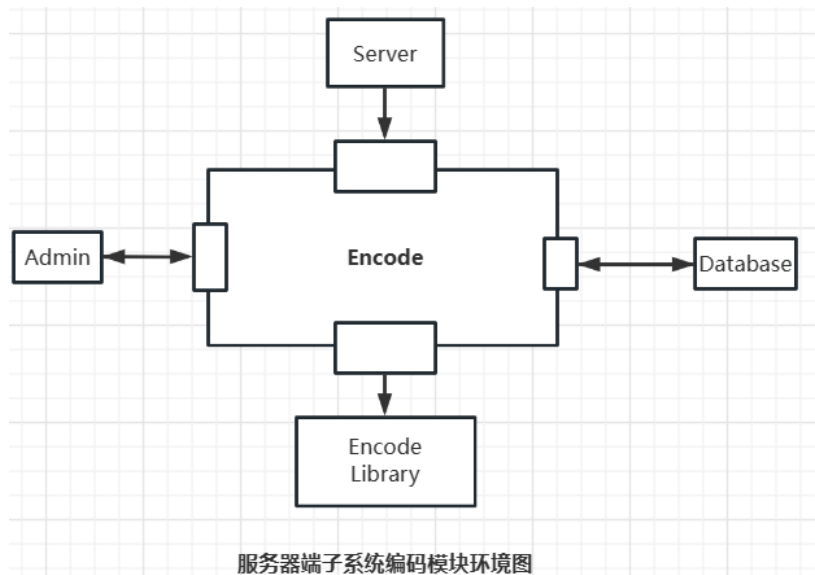 Server
Admin
Encode
Database
Encode
Library
服务器端子系统编码模块环境图